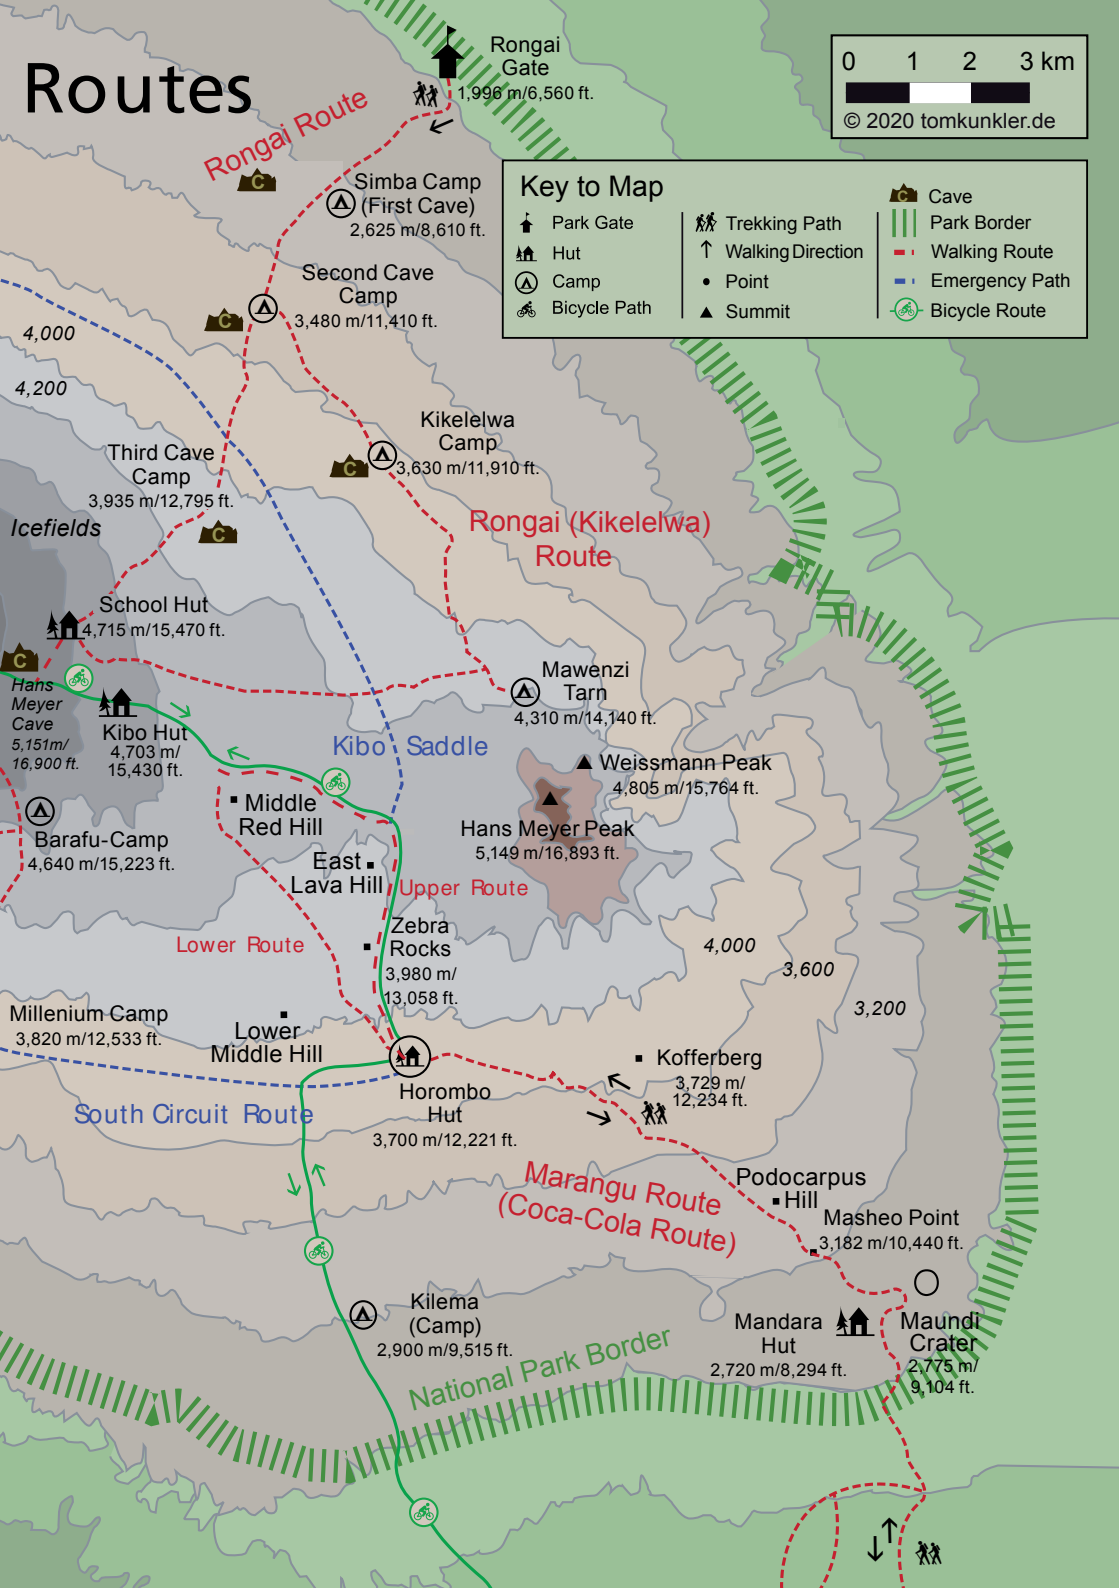 Routes
Rongai
Gate
1,996 m/6,560 ft.
0 1 2 3 km
© 2020 tomkunkler.de
Rongai Route
Key to Map
Park Gate
Hut
Camp
Bicycle Path
Trekking Path
Walking Direction
Point
Summit
Cave
Park Border
Walking Route
Emergency Path
Bicycle Route
C
Simba Camp
(First Cave)
2,625 m/8,610 ft.
Second Cave
Camp
3,480 m/11,410 ft.
C
4,000
4,200
Kikelelwa
Camp
3,630 m/11,910 ft.
C
Third Cave
Camp
3,935 m/12,795 ft.
C
Icefields
Rongai (Kikelelwa)
Route
School Hut
4,715 m/15,470 ft.
C
Hans
Meyer
Cave
5,151m/
16,900 ft.
Kibo Hut
4,703 m/
15,430 ft.
Mawenzi
Tarn
4,310 m/14,140 ft.
Kibo Saddle
Weissmann Peak
4,805 m/15,764 ft.
Hans Meyer Peak
5,149 m/16,893 ft.
Middle
Red Hill
Barafu-Camp
4,640 m/15,223 ft.
East
Lava Hill
Upper Route
Lower Route
Zebra
Rocks
3,980 m/
13,058 ft.
4,000
3,600
3,200
Millenium Camp
3,820 m/12,533 ft.
Lower
Middle Hill
Kofferberg
3,729 m/
12,234 ft.
Horombo
Hut
3,700 m/12,221 ft.
South Circuit Route
Marangu Route
(Coca-Cola Route)
Podocarpus
Hill
Masheo Point
3,182 m/10,440 ft.
Kilema
(Camp)
2,900 m/9,515 ft.
Mandara
Hut
2,720 m/8,294 ft.
Maundi
Crater
2,775 m/
9,104 ft.
National Park Border